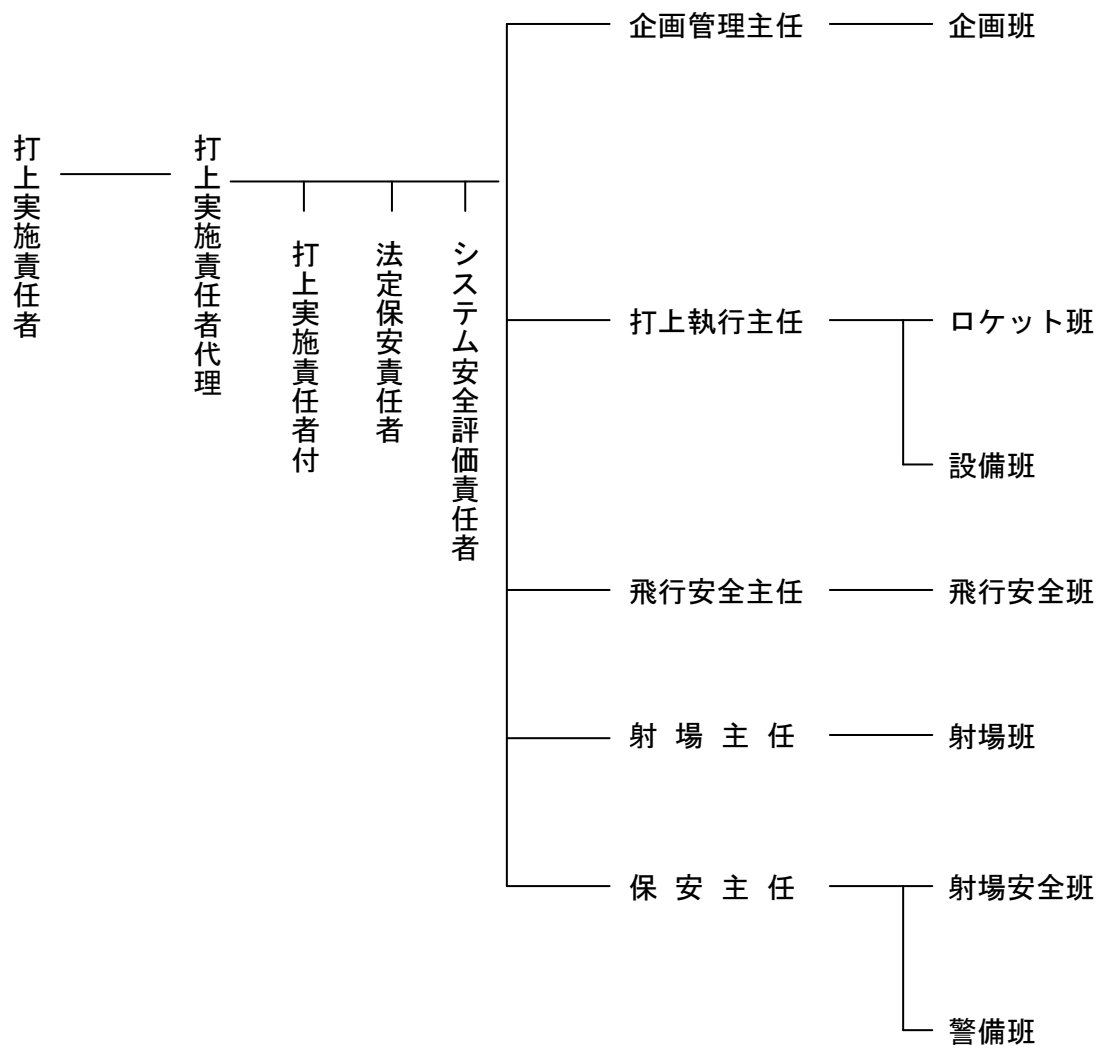 打上実施責任者
打上実施責任者代理
打上実施責任者付
法定保安責任者
システム安全評価責任者
企画管理主任
企画班
打上執行主任
ロケット班
設備班
飛行安全主任
飛行安全班
射場主任
射場班
保安主任
射場安全班
警備班